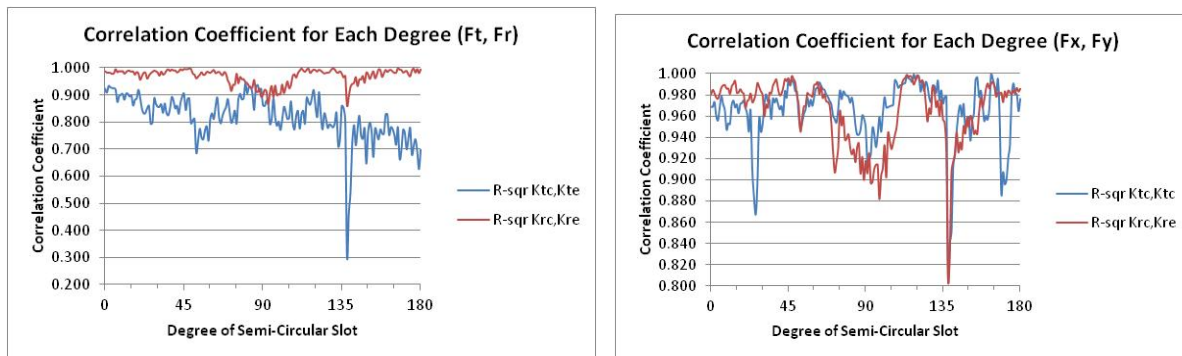 Correlation Coefficient for Each Degree (Ft, Fr)
Correlation Coefficient
1.000
0.900
0.800
0.700
0.600
0.500
0.400
0.300
0.200
0 45 90 135 180
Degree of Semi-Circular Slot
R-sqr Ktc,Kte
R-sqr Krc,Kre
Correlation Coefficient for Each Degree (Fx, Fy)
Correlation Coefficient
1.000
0.980
0.960
0.940
0.920
0.900
0.880
0.860
0.840
0.820
0.800
0 45 90 135 180
Degree of Semi-Circular Slot
R-sqr Ktc,Ktc
R-sqr Krc,Kre